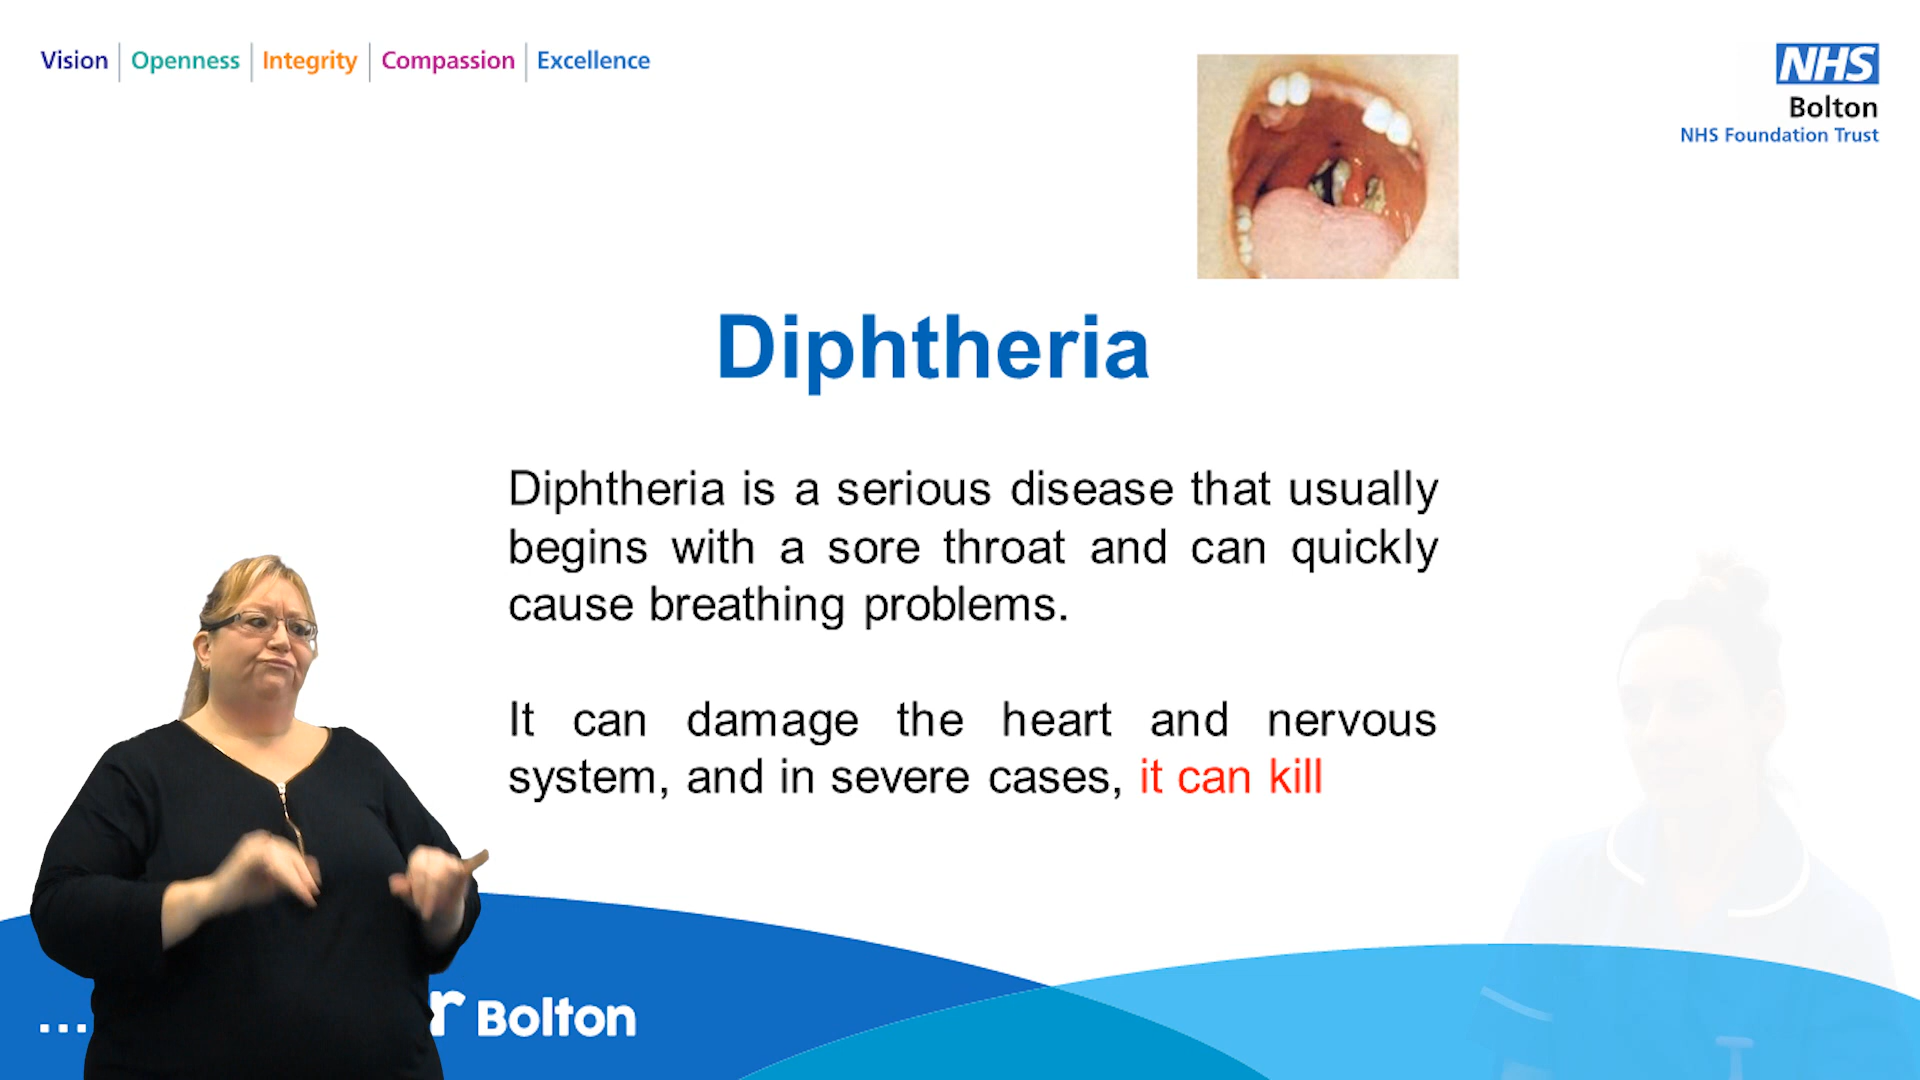 Vision | Openness | Integrity | Compassion | Excellence
NHS
Bolton
NHS Foundation Trust
Diphtheria
Diphtheria is a serious disease that usually
begins with a sore throat and can quickly
cause breathing problems.
It can damage the heart and nervous
system, and in severe cases, it can kill
... r Bolton